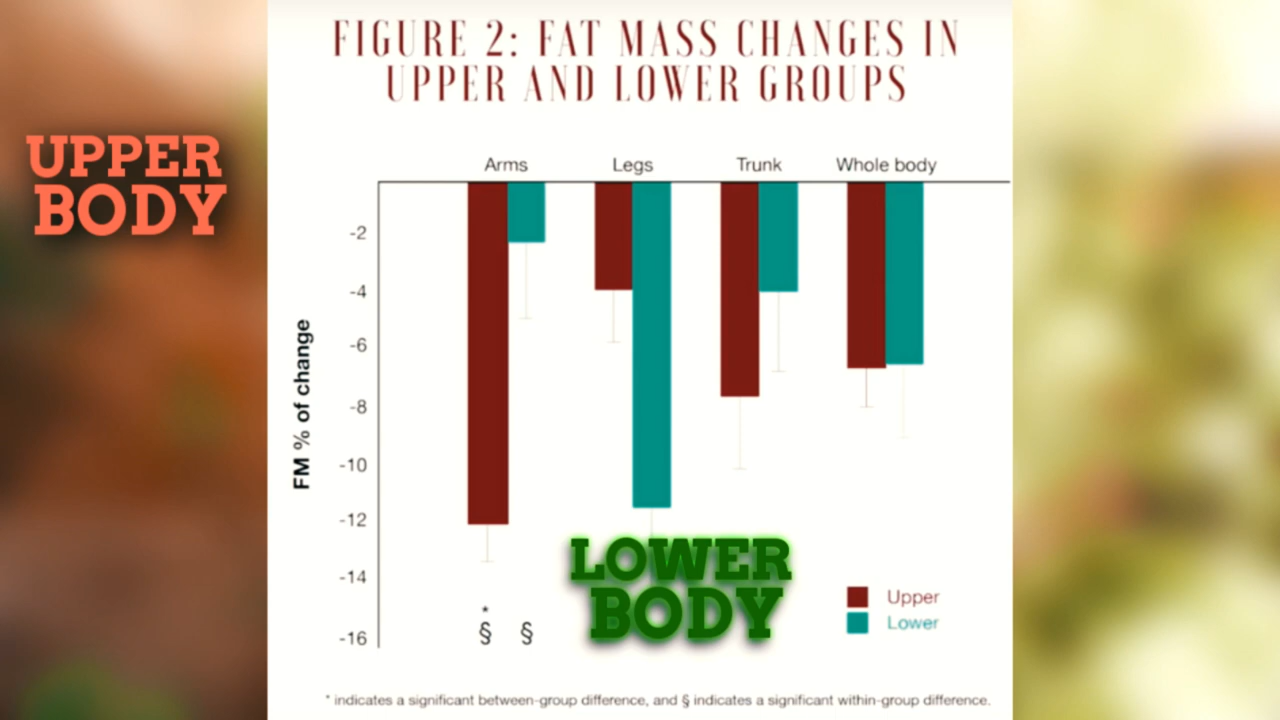 FIGURE 2: FAT MASS CHANGES IN
UPPER AND LOWER GROUPS
UPPER
BODY
Arms Legs Trunk Whole body
-2
-4
-6
-8
-10
-12
-14
-16
FM % of change
LOWER
BODY
*
§ §
Upper
Lower
* indicates a significant between-group difference, and § indicates a significant within-group difference.